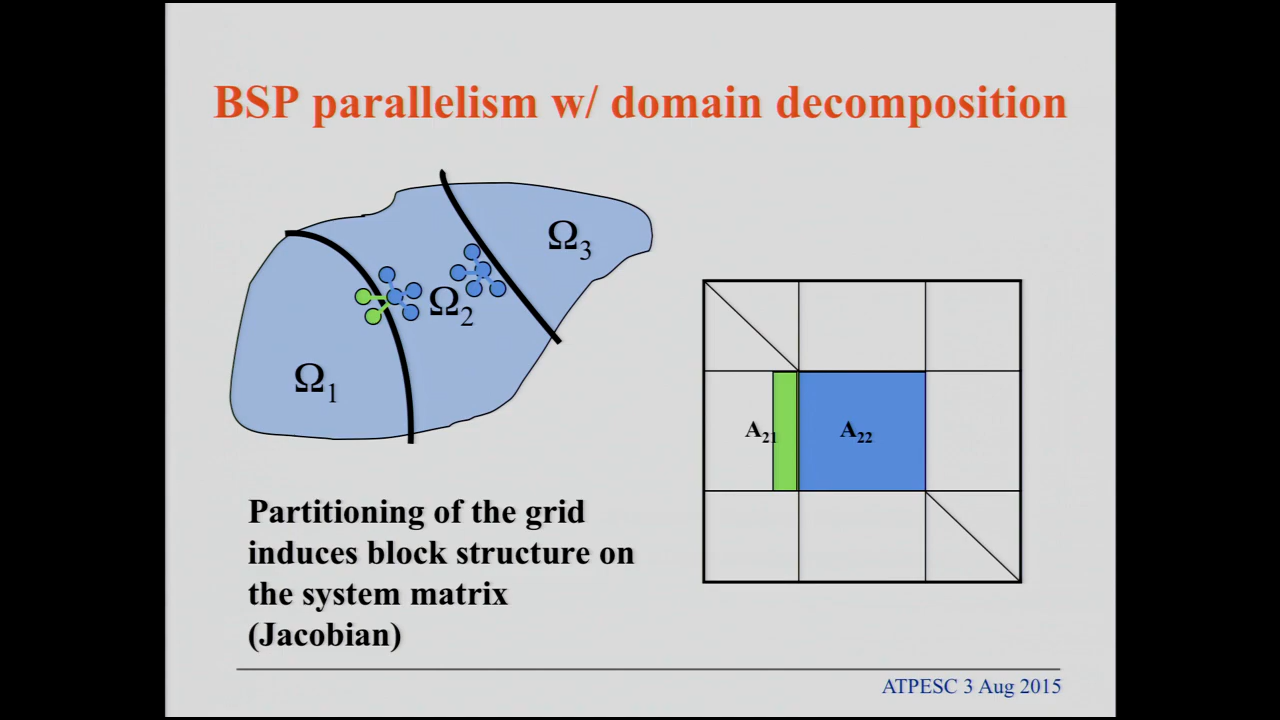 BSP parallelism w/ domain decomposition
Ω3
Ω2
Ω1
A21
A22
Partitioning of the grid
induces block structure on
the system matrix
(Jacobian)
ATPESC 3 Aug 2015